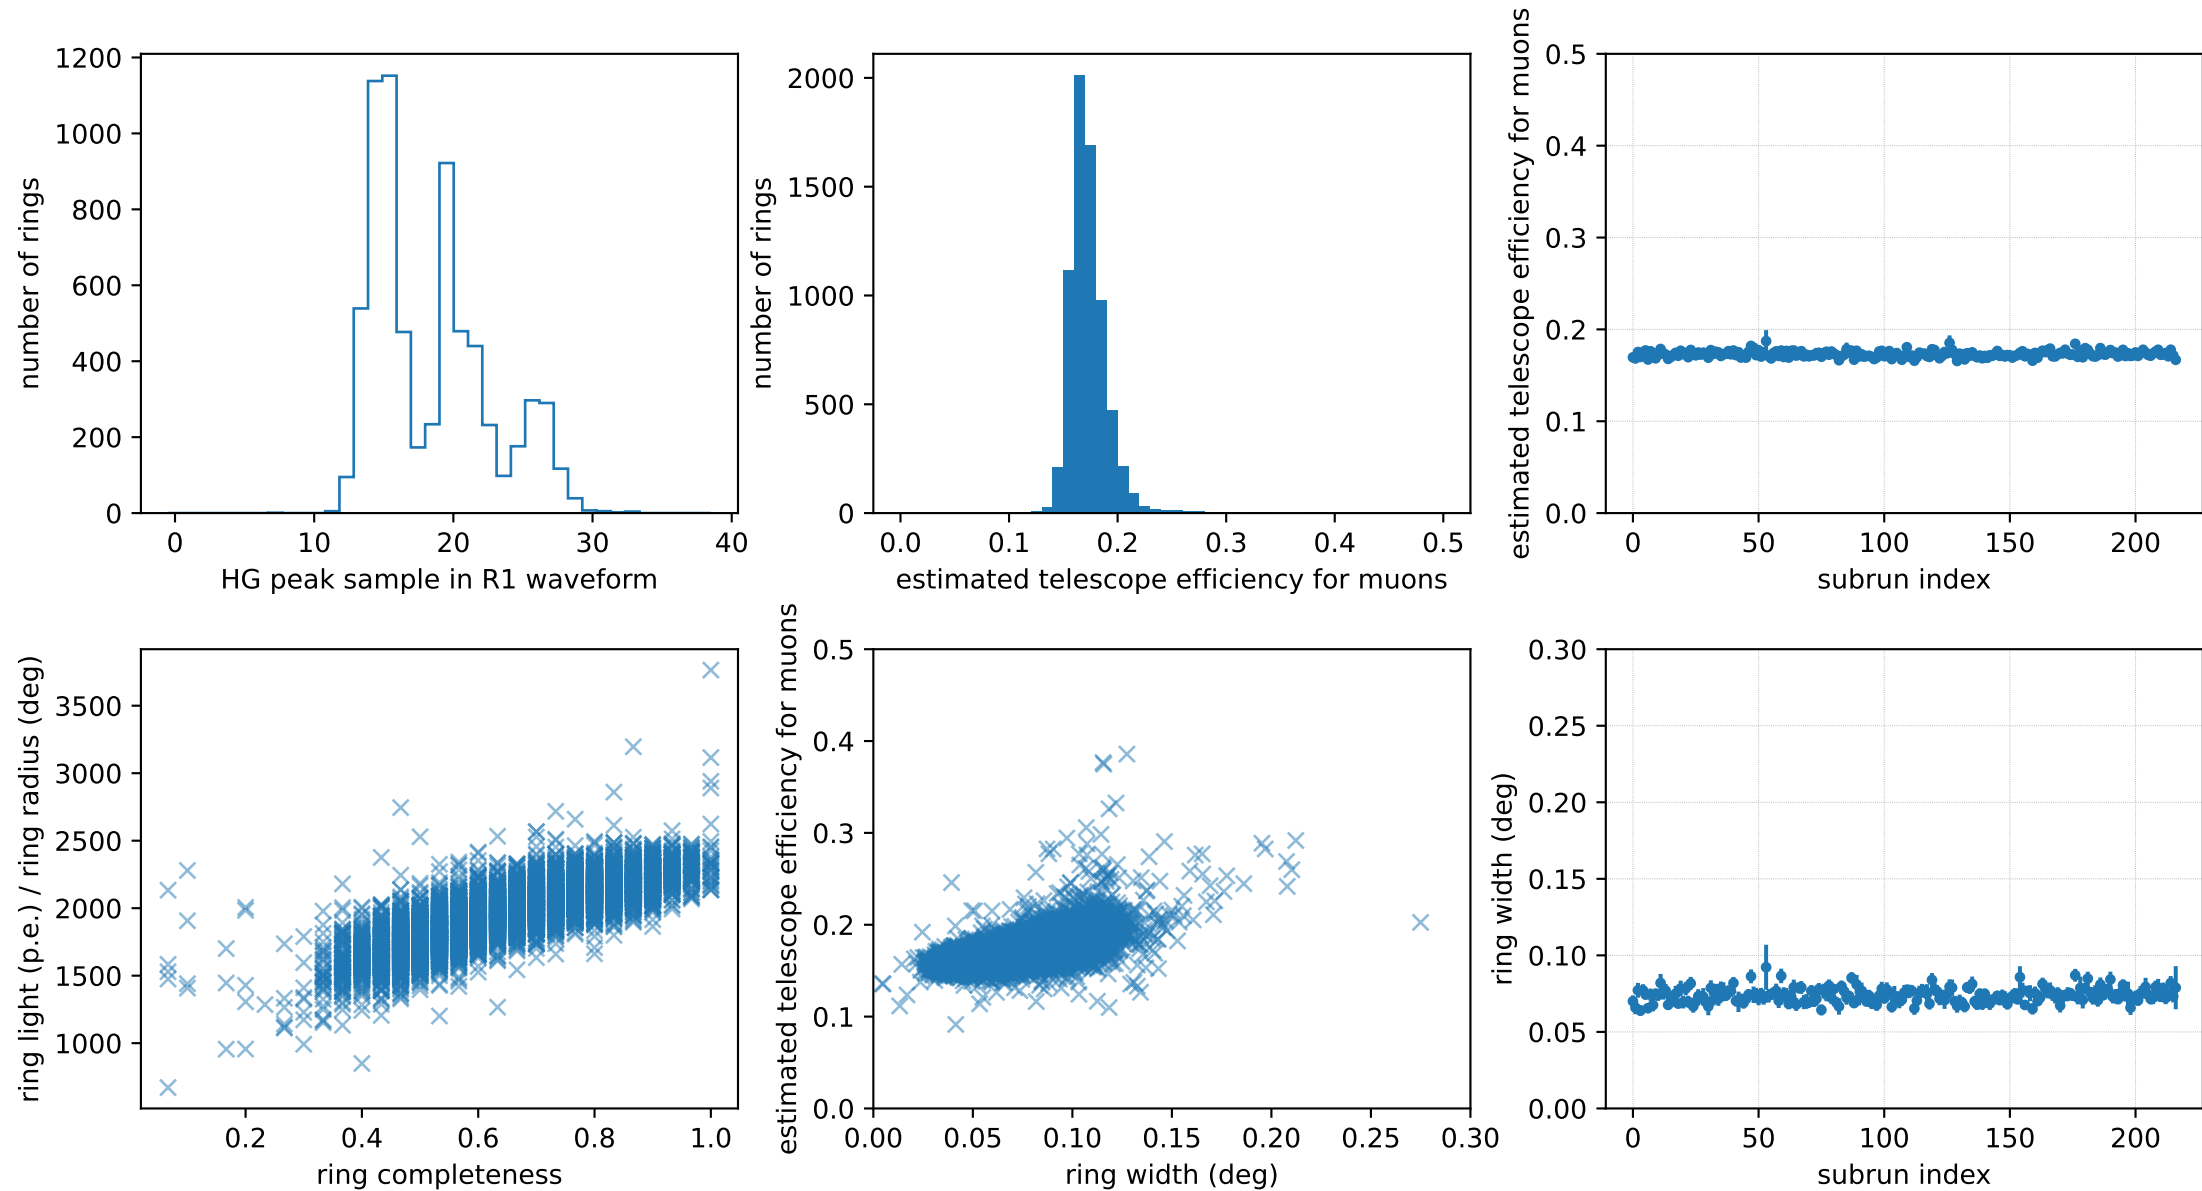 number of rings
1200
1000
800
600
400
200
0
0 10 20 30 40
HG peak sample in R1 waveform
number of rings
2000
1500
1000
500
0
0.0 0.1 0.2 0.3 0.4 0.5
estimated telescope efficiency for muons
estimated telescope efficiency for muons
0.5
0.4
0.3
0.2
0.1
0.0
0 50 100 150 200
subrun index
ring light (p.e.) / ring radius (deg)
3500
3000
2500
2000
1500
1000
0.2 0.4 0.6 0.8 1.0
ring completeness
estimated telescope efficiency for muons
0.5
0.4
0.3
0.2
0.1
0.0
0.00 0.05 0.10 0.15 0.20 0.25 0.30
ring width (deg)
ring width (deg)
0.30
0.25
0.20
0.15
0.10
0.05
0.00
0 50 100 150 200
subrun index